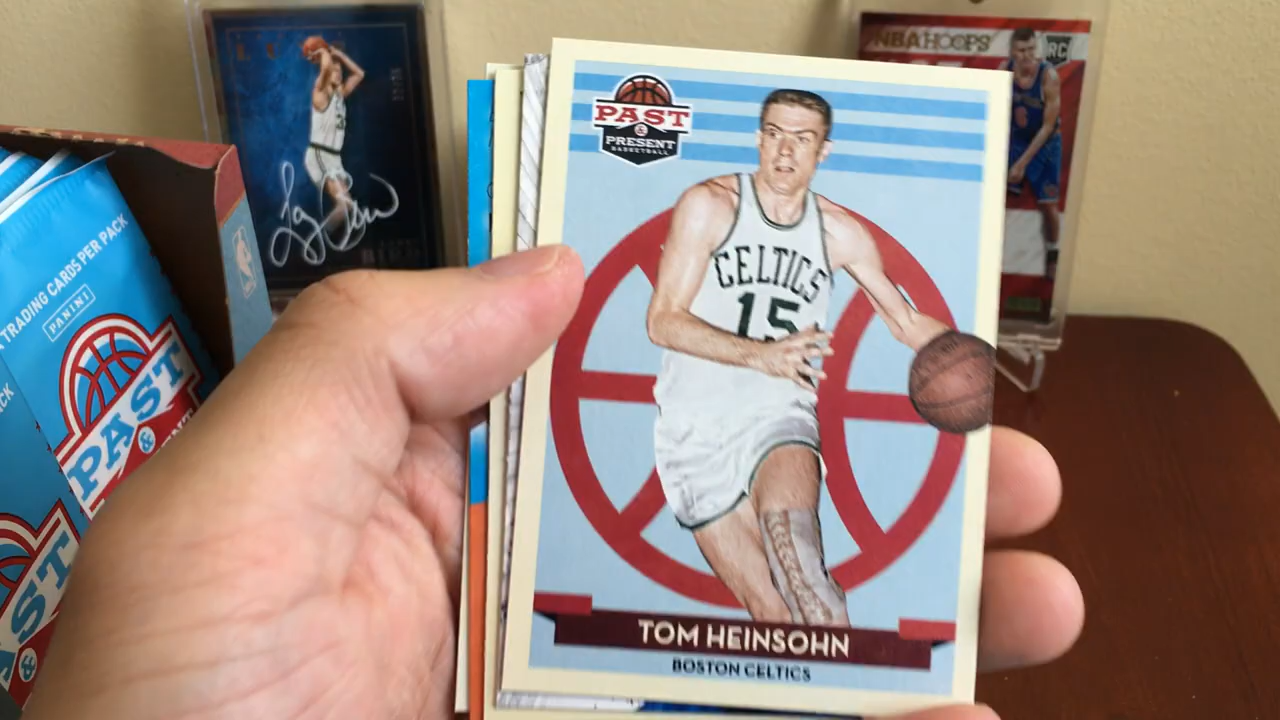 PAST
&
PRESENT
BASKETBALL
CELTICS
15
TOM HEINSOHN
BOSTON CELTICS
NBA HOOPS
RC
TRADING CARDS PER PACK
PANINI
PAST
&